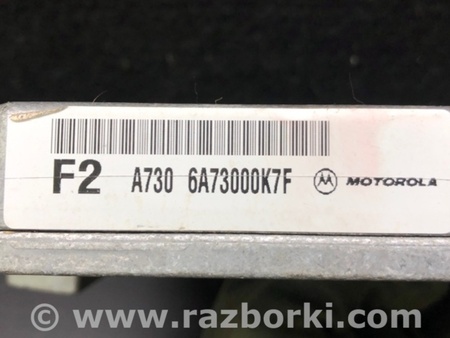 F2 A730 6A73000K7F MOTOROLA
© www.razborki.com